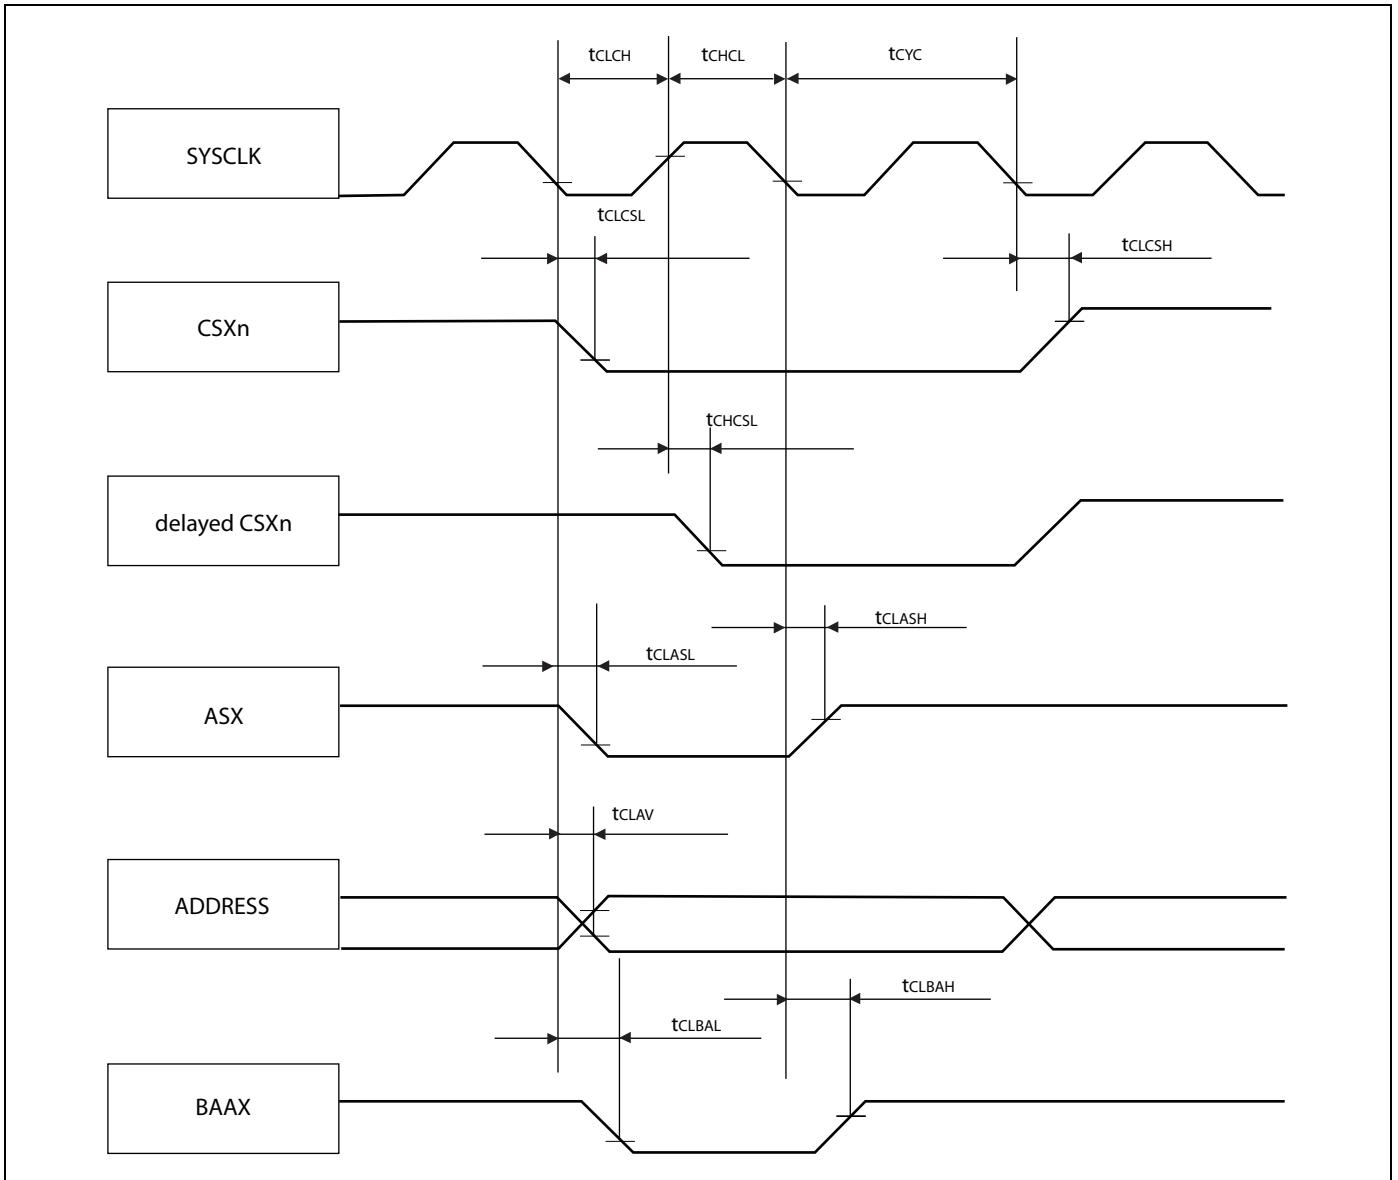 tCLCH
tCHCL
tCYC
SYSCLK
tCLCSL
tCLCSH
CSXn
tCHCSL
delayed CSXn
tCLASH
tCLASL
ASX
tCLAV
ADDRESS
tCLBAH
tCLBAL
BAAX